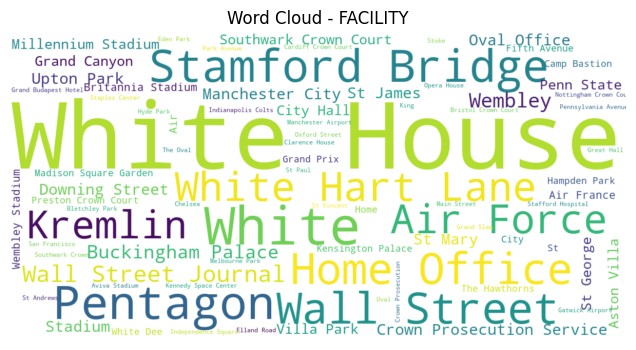 Word Cloud - FACILITY
Eden Park
Park Avenue
Southwark Crown Court
Cardiff Crown Court
Stoke
Oval Office
Fifth Avenue
Millennium Stadium
Grand Canyon
Stamford Bridge
Opera House
Camp Bastion
Upton Park
Britannia Stadium
Manchester City
St James
Penn State
Grand Budapest Hotel
Staples Center
Wembley
Nottingham Crown Cou
Hyde Park
Indianapolis Colts
City Hall
King
Bristol Crown Court
Pennsylvania Avenue
Air
Manchester Airport
White House
Oxford Street
Clarence House
The Oval
Great Hall
Grand Prix
Madison Square Garden
St Paul
Hampden Park
Downing Street
White Hart Lane
Air France
Preston Crown Court
Stafford Hospital
Wembley Stadium
Bletchley Park
Chelsea
St Vincent
Home
Main Street
Kremlin
White
Air Force
Grand Slam
San Francisco
St Mary
City
St
Southwark Crown
Buckingham Palace
Kensington Palace
St George
Aston Villa
Melbourne Park
Wall Street Journal
Home Office
Aviva Stadium
Kennedy Space Center
The Hawthorns
Pentagon
Wall Street
Crown Prosecution
St Andrews
Oval
Gatwick Airport
Stadium
White Dee
Independence Square
Elland Road
Villa Park
Crown Prosecution Service